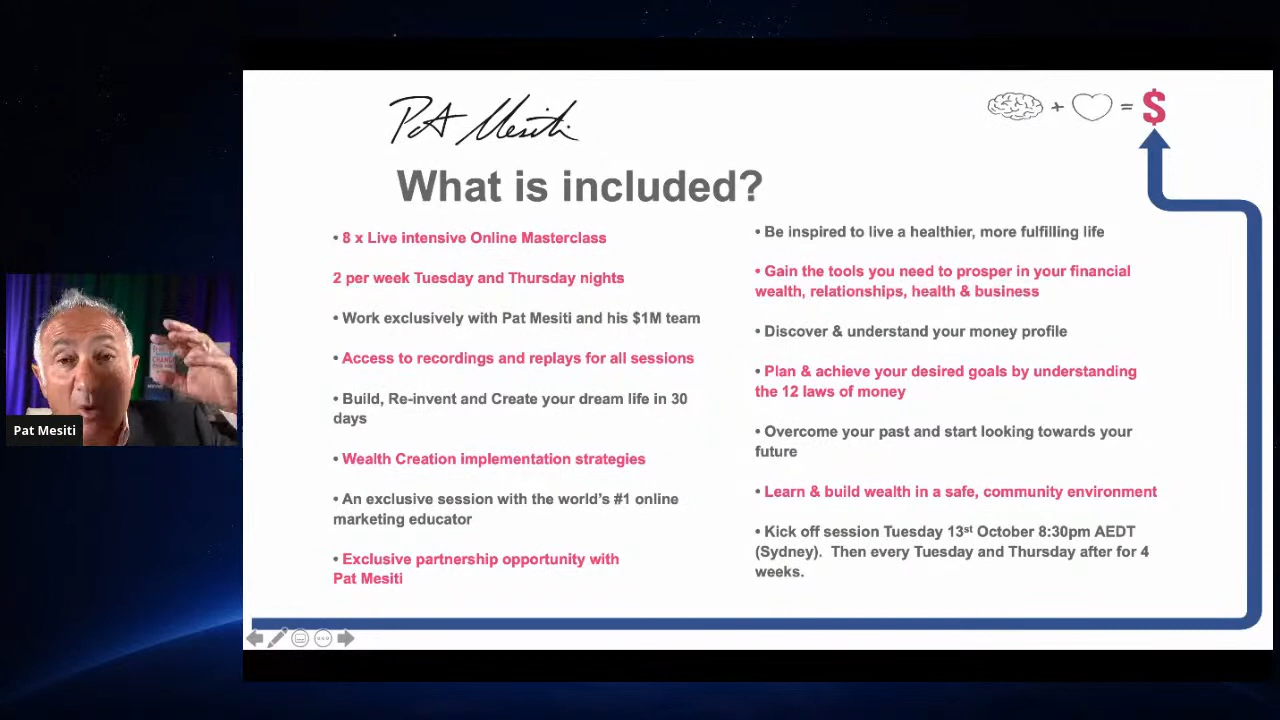 Pat Mesiti
$
+ =
What is included?
• 8 x Live intensive Online Masterclass
2 per week Tuesday and Thursday nights
• Work exclusively with Pat Mesiti and his $1M team
• Access to recordings and replays for all sessions
• Build, Re-invent and Create your dream life in 30
days
• Wealth Creation implementation strategies
• An exclusive session with the world’s #1 online
marketing educator
• Exclusive partnership opportunity with
Pat Mesiti
• Be inspired to live a healthier, more fulfilling life
• Gain the tools you need to prosper in your financial
wealth, relationships, health & business
• Discover & understand your money profile
• Plan & achieve your desired goals by understanding
the 12 laws of money
• Overcome your past and start looking towards your
future
• Learn & build wealth in a safe, community environment
• Kick off session Tuesday 13st October 8:30pm AEDT
(Sydney). Then every Tuesday and Thursday after for 4
weeks.
CHANGE
Pat Mesiti